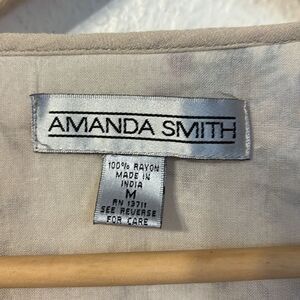 AMANDA SMITH
100% RAYON
MADE IN
INDIA
M
RN 13711
SEE REVERSE
FOR CARE